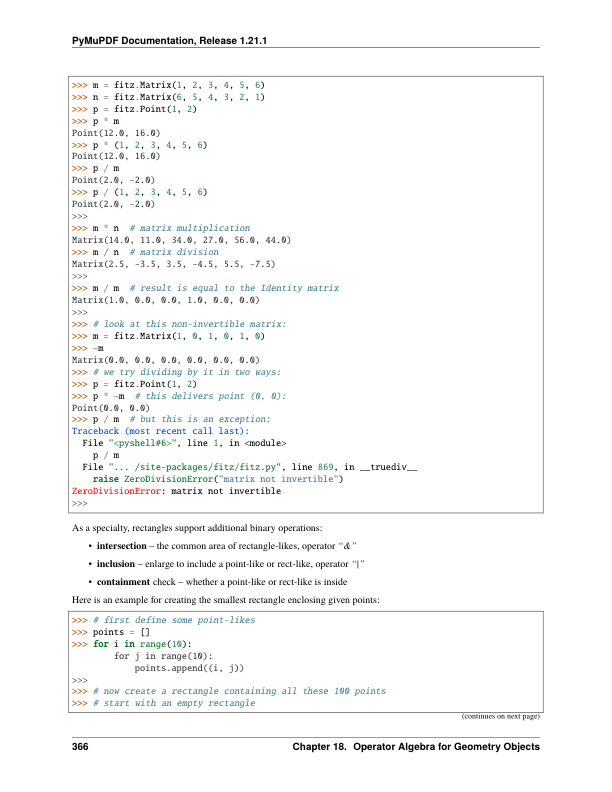 PyMuPDF Documentation, Release 1.21.1
>>> m = fitz.Matrix(1, 2, 3, 4, 5, 6)
>>> n = fitz.Matrix(6, 5, 4, 3, 2, 1)
>>> p = fitz.Point(1, 2)
>>> p * m
Point(12.0, 16.0)
>>> p * (1, 2, 3, 4, 5, 6)
Point(12.0, 16.0)
>>> p / m
Point(2.0, -2.0)
>>> p / (1, 2, 3, 4, 5, 6)
Point(2.0, -2.0)
>>>
>>> m * n  # matrix multiplication
Matrix(14.0, 11.0, 34.0, 27.0, 56.0, 44.0)
>>> m / n  # matrix division
Matrix(2.5, -3.5, 3.5, -4.5, 5.5, -7.5)
>>>
>>> m / m  # result is equal to the Identity matrix
Matrix(1.0, 0.0, 0.0, 1.0, 0.0, 0.0)
>>>
>>> # look at this non-invertible matrix:
>>> m = fitz.Matrix(1, 0, 1, 0, 1, 0)
>>> ~m
Matrix(0.0, 0.0, 0.0, 0.0, 0.0, 0.0)
>>> # we try dividing by it in two ways:
>>> p = fitz.Point(1, 2)
>>> p * ~m  # this delivers point (0, 0):
Point(0.0, 0.0)
>>> p / m  # but this is an exception:
Traceback (most recent call last):
  File "<pyshell#6>", line 1, in <module>
    p / m
  File "... /site-packages/fitz/fitz.py", line 869, in __truediv__
    raise ZeroDivisionError("matrix not invertible")
ZeroDivisionError: matrix not invertible
>>>
As a specialty, rectangles support additional binary operations:
• intersection – the common area of rectangle-likes, operator “&”
• inclusion – enlarge to include a point-like or rect-like, operator “|”
• containment check – whether a point-like or rect-like is inside
Here is an example for creating the smallest rectangle enclosing given points:
>>> # first define some point-likes
>>> points = []
>>> for i in range(10):
        for j in range(10):
            points.append((i, j))
>>>
>>> # now create a rectangle containing all these 100 points
>>> # start with an empty rectangle
(continues on next page)
366 Chapter 18. Operator Algebra for Geometry Objects